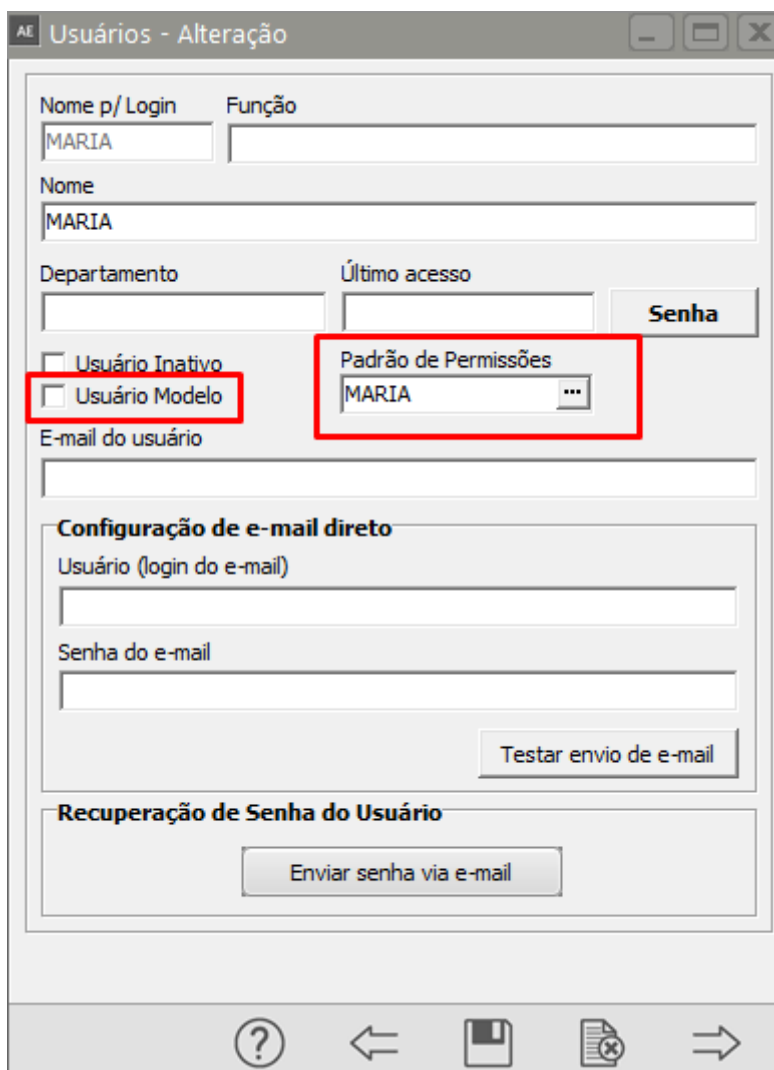 AE Usuários - Alteração
Nome p/ Login Função
MARIA
Nome
MARIA
Departamento Último acesso
Senha
Usuário Inativo Padrão de Permissões
Usuário Modelo MARIA ...
E-mail do usuário
Configuração de e-mail direto
Usuário (login do e-mail)
Senha do e-mail
Testar envio de e-mail
Recuperação de Senha do Usuário
Enviar senha via e-mail
?